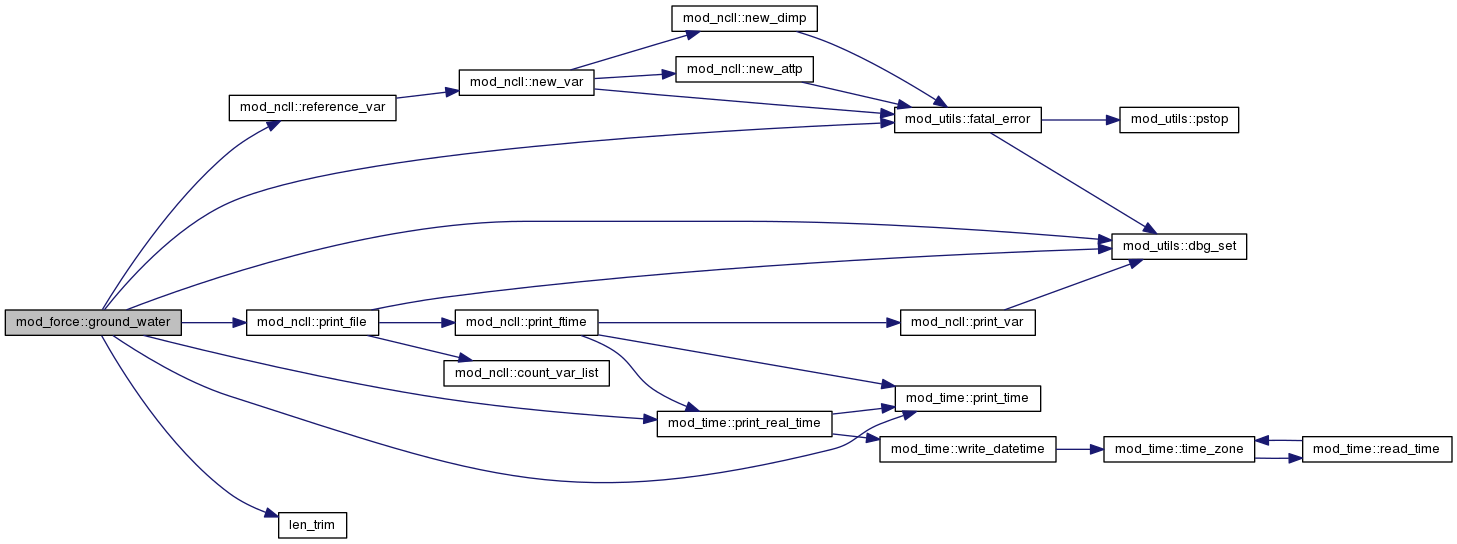 mod_ncll::new_dimp
mod_ncll::new_attp
mod_ncll::new_var
mod_ncll::reference_var
mod_utils::fatal_error
mod_utils::pstop
mod_utils::dbg_set
mod_force::ground_water
mod_ncll::print_file
mod_ncll::print_ftime
mod_ncll::print_var
mod_ncll::count_var_list
mod_time::print_time
mod_time::print_real_time
mod_time::write_datetime
mod_time::time_zone
mod_time::read_time
len_trim